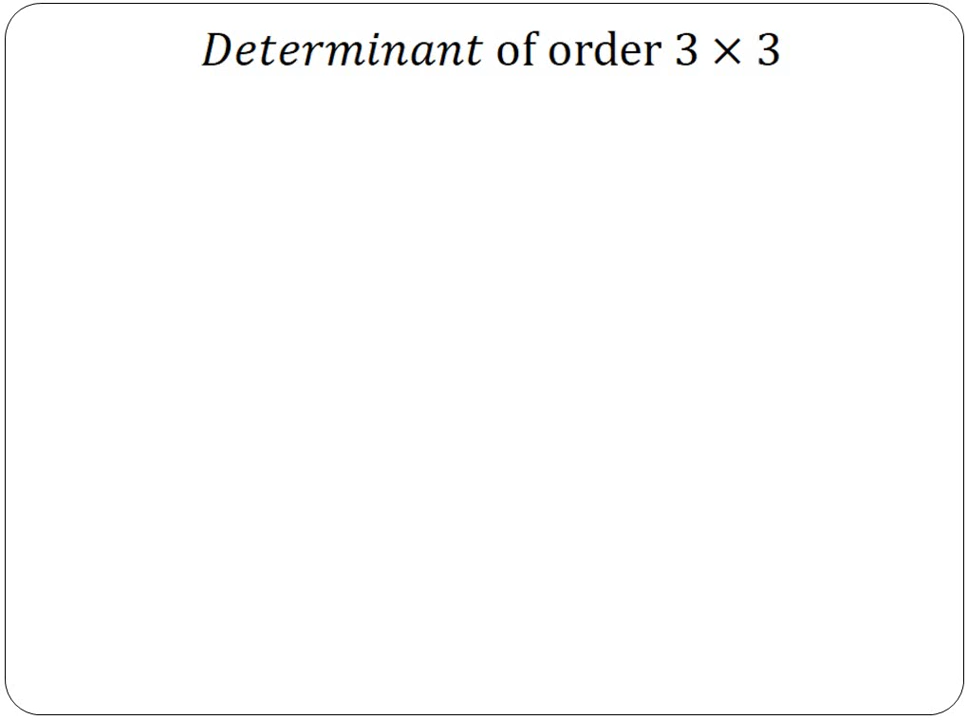 Determinant of order 3 × 3